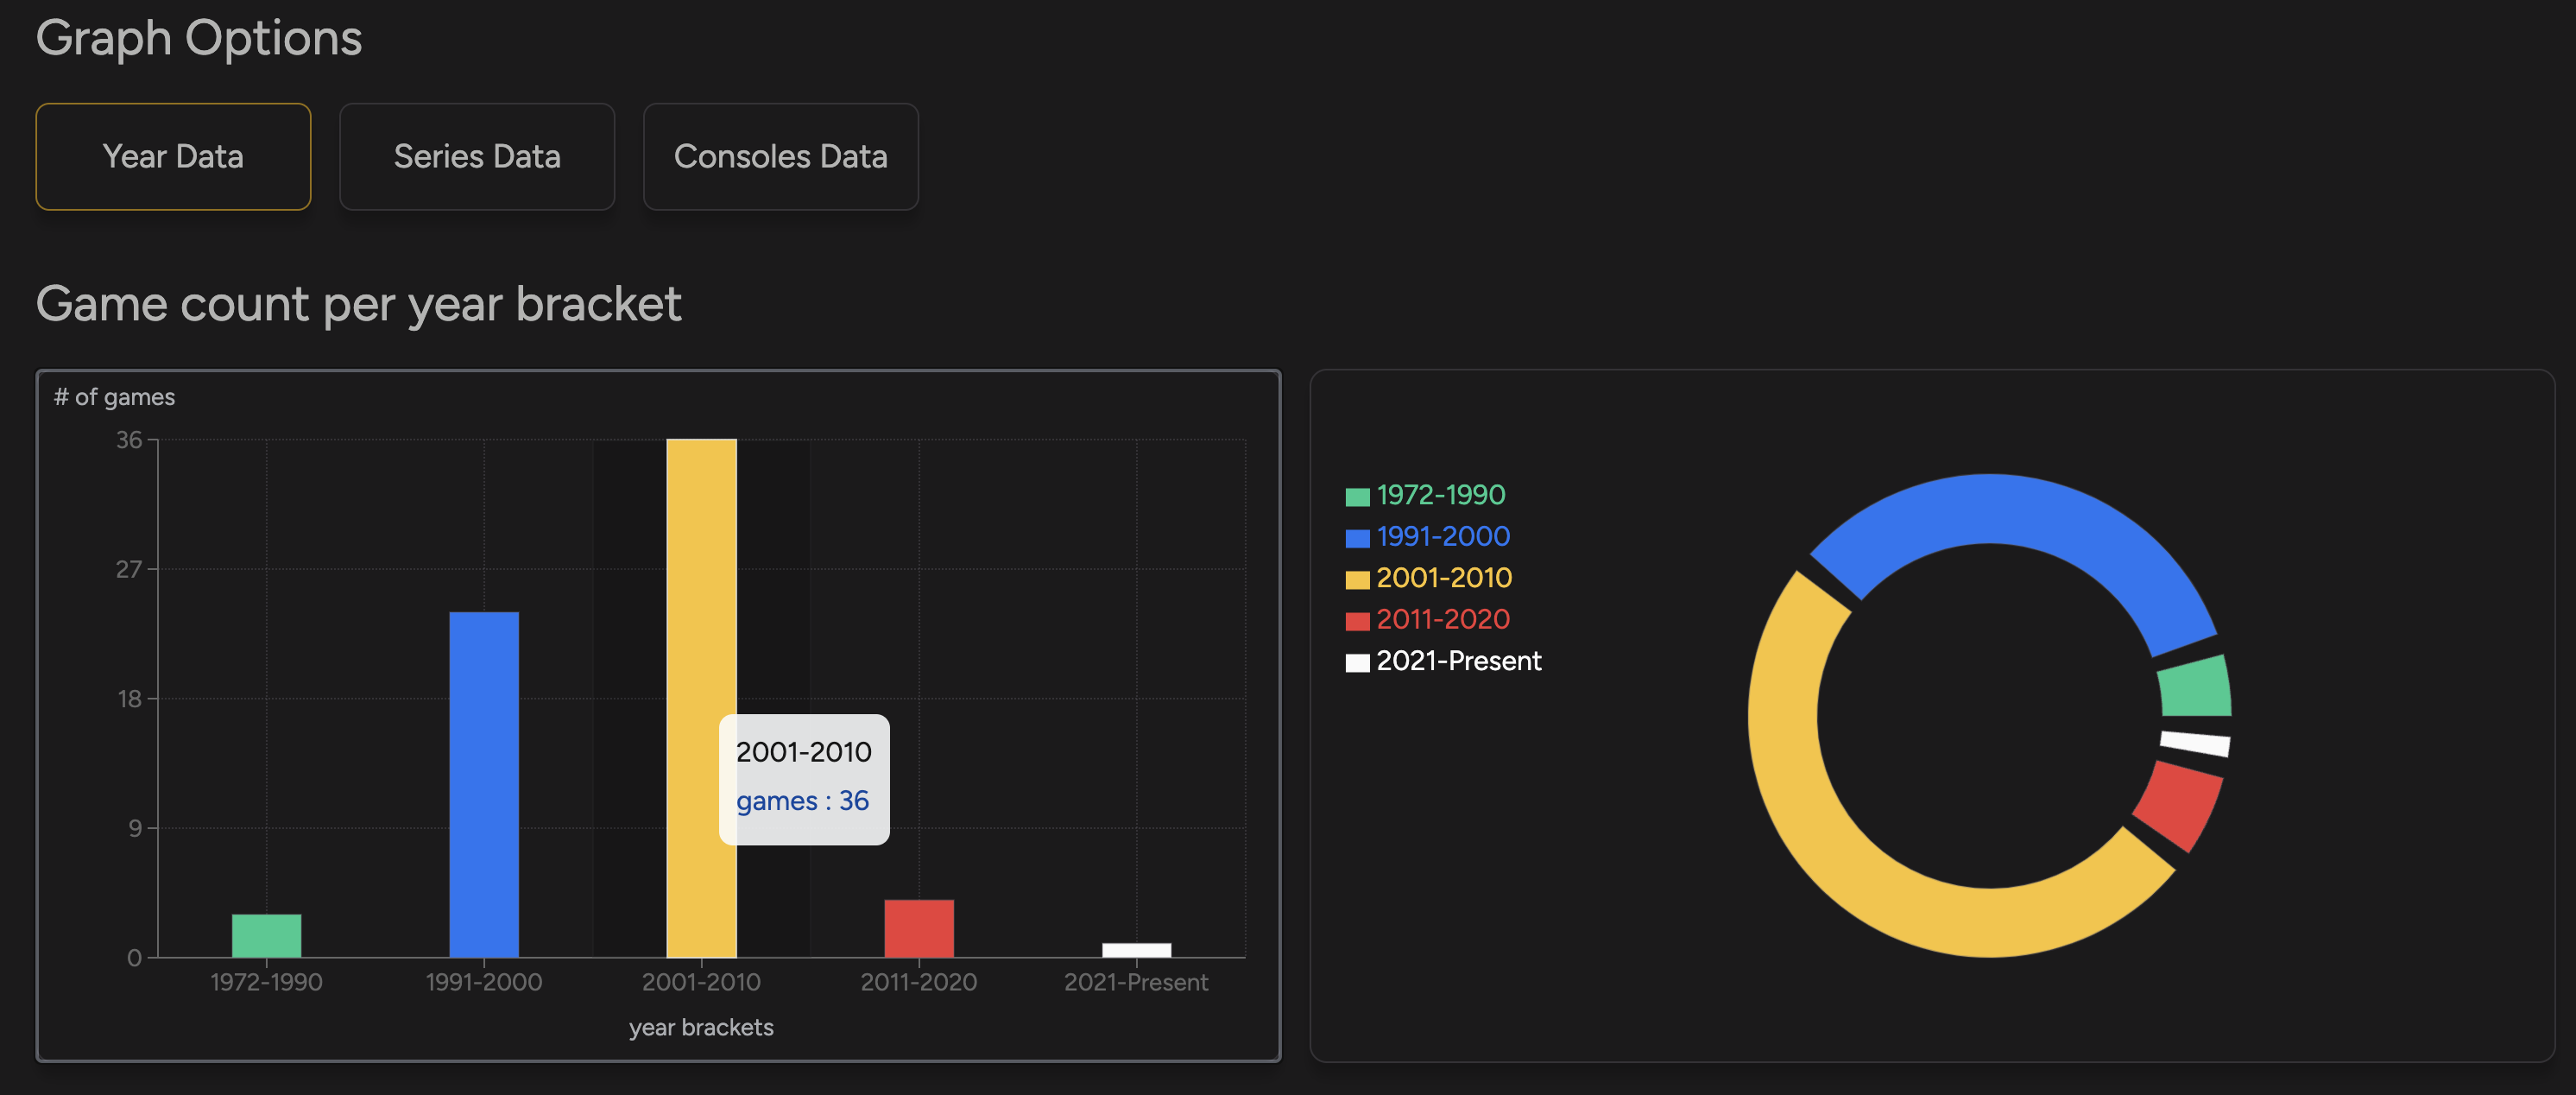 Graph Options
Year Data
Series Data
Consoles Data
Game count per year bracket
# of games
36
27
18
9
0
2001-2010
games : 36
1972-1990
1991-2000
2001-2010
2011-2020
2021-Present
year brackets
1972-1990
1991-2000
2001-2010
2011-2020
2021-Present